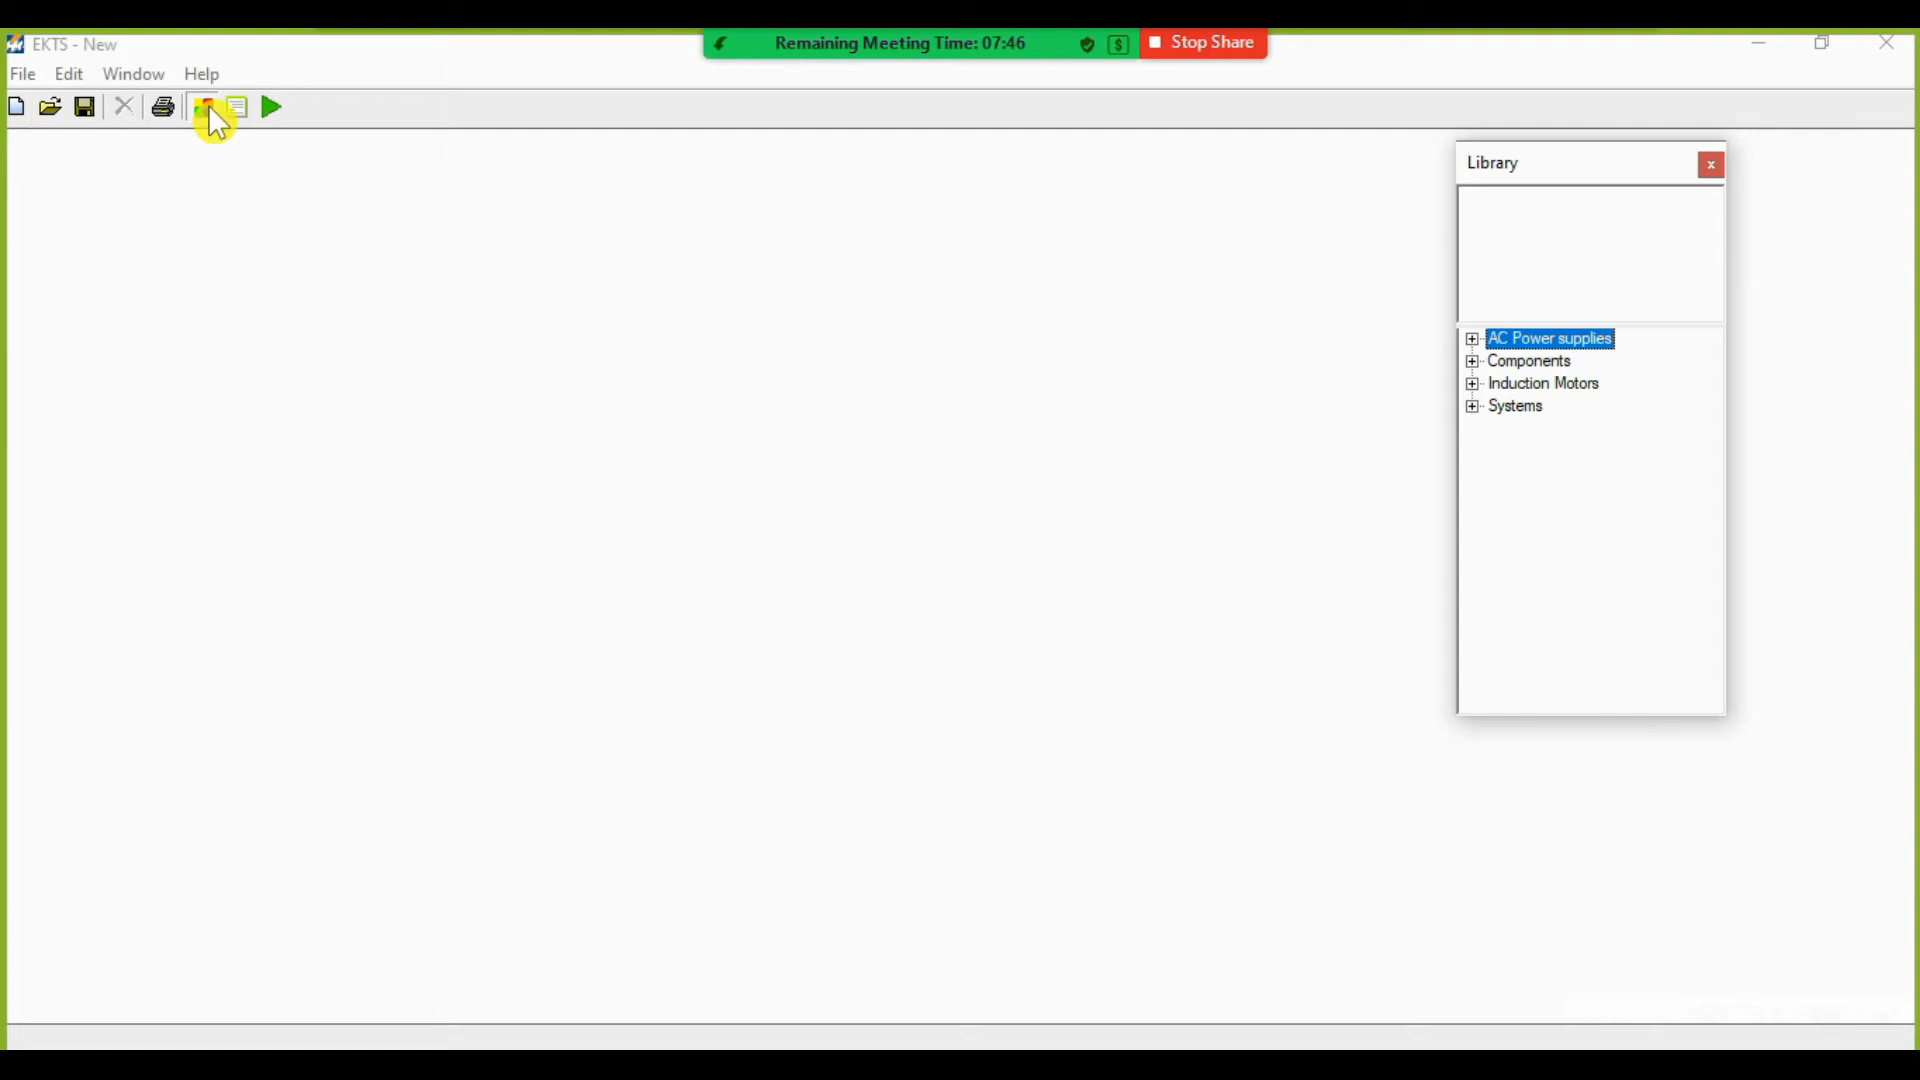 EKTS - New
Remaining Meeting Time: 07:46
Stop Share
File Edit Window Help
Library
AC Power supplies
Components
Induction Motors
Systems